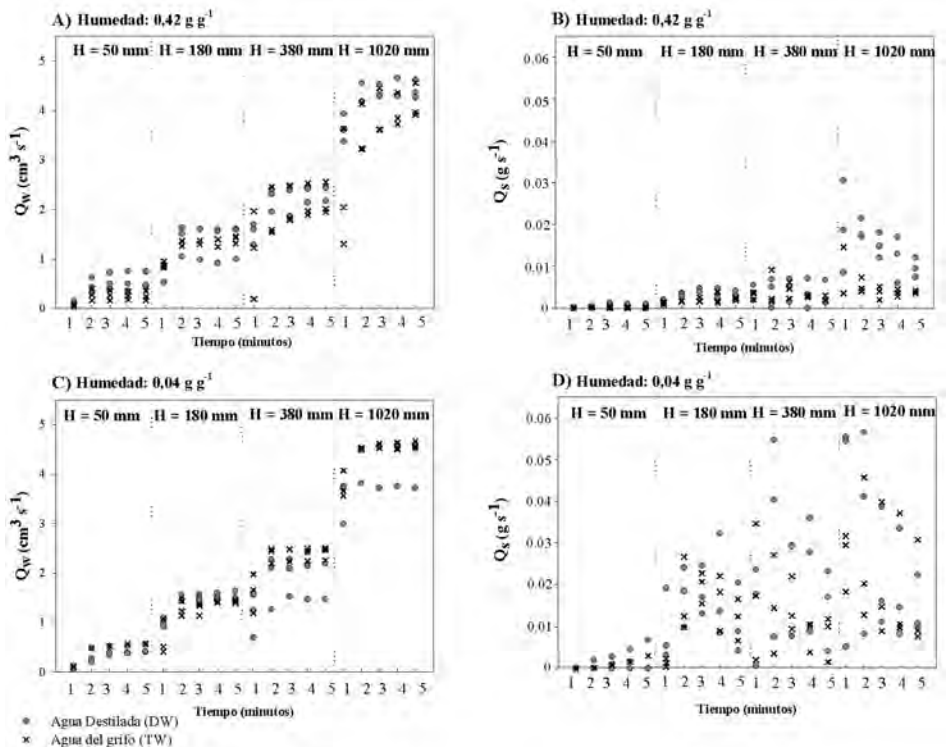 A) Humedad: 0,42 g g⁻¹
H = 50 mm H = 180 mm H = 380 mm H = 1020 mm
Q_W (cm³ s⁻¹)
5
4
3
2
1
0
1 2 3 4 5 1 2 3 4 5 1 2 3 4 5 1 2 3 4 5
Tiempo (minutos)
B) Humedad: 0,42 g g⁻¹
H = 50 mm H = 180 mm H = 380 mm H = 1020 mm
Q_S (g s⁻¹)
0.06
0.05
0.04
0.03
0.02
0.01
0
1 2 3 4 5 1 2 3 4 5 1 2 3 4 5 1 2 3 4 5
Tiempo (minutos)
C) Humedad: 0,04 g g⁻¹
H = 50 mm H = 180 mm H = 380 mm H = 1020 mm
Q_W (cm³ s⁻¹)
5
4
3
2
1
0
1 2 3 4 5 1 2 3 4 5 1 2 3 4 5 1 2 3 4 5
Tiempo (minutos)
D) Humedad: 0,04 g g⁻¹
H = 50 mm H = 180 mm H = 380 mm H = 1020 mm
Q_S (g s⁻¹)
0.06
0.05
0.04
0.03
0.02
0.01
0.000
1 2 3 4 5 1 2 3 4 5 1 2 3 4 5 1 2 3 4 5
Tiempo (minutos)
Agua Destilada (DW)
Agua del grifo (TW)